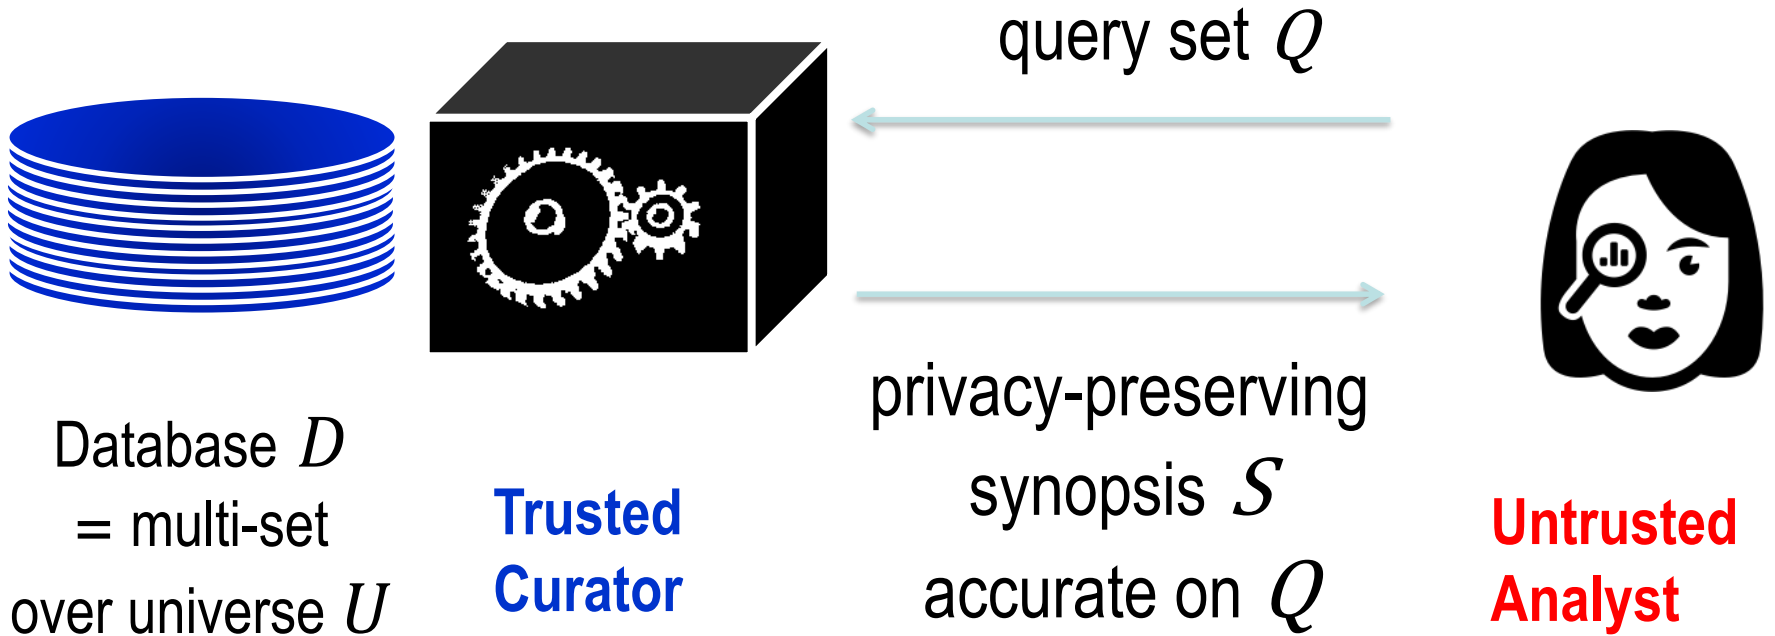 query set Q
Database D
= multi-set
over universe U
Trusted
Curator
privacy-preserving
synopsis S
accurate on Q
Untrusted
Analyst